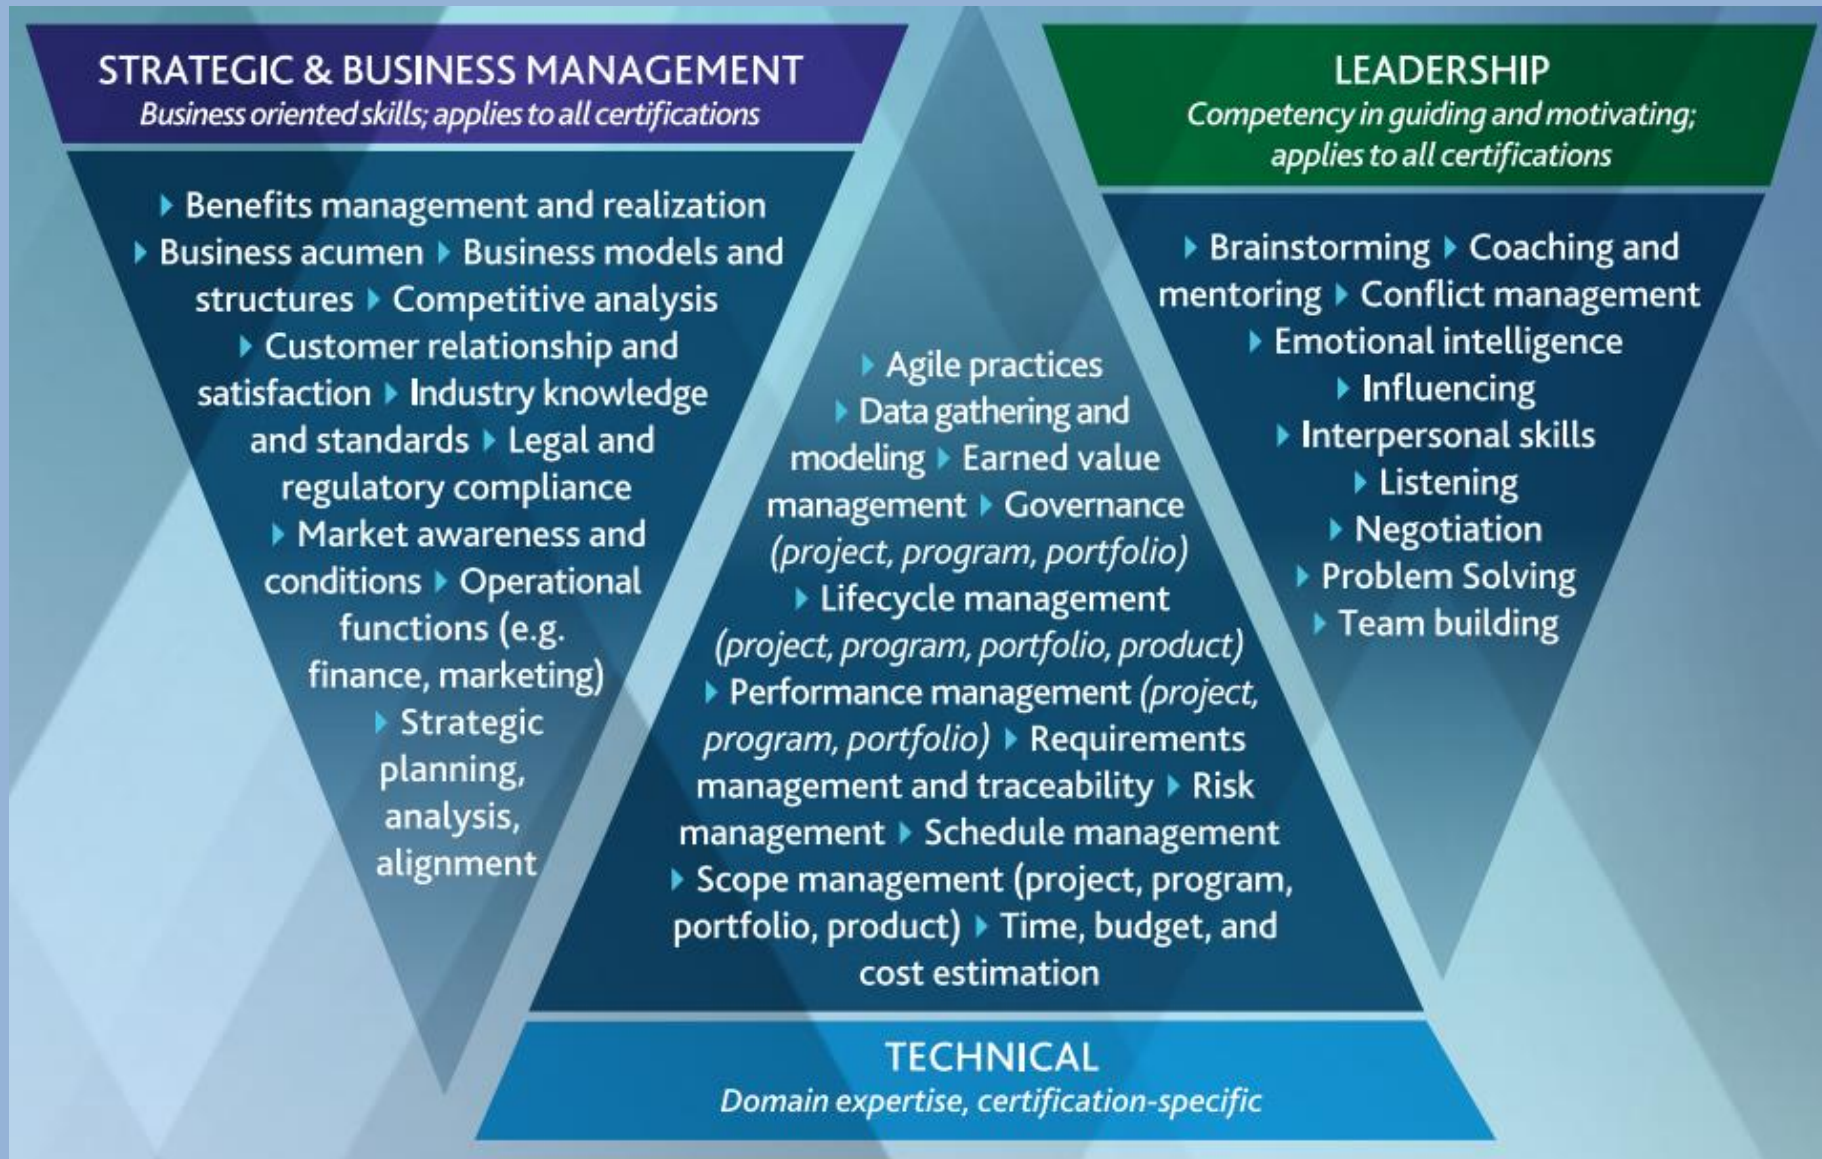 STRATEGIC & BUSINESS MANAGEMENT
Business oriented skills; applies to all certifications
Benefits management and realization
Business acumen Business models and
structures Competitive analysis
Customer relationship and
satisfaction Industry knowledge
and standards Legal and
regulatory compliance
Market awareness and
conditions Operational
functions (e.g.
finance, marketing)
Strategic
planning,
analysis,
alignment
Agile practices
Data gathering and
modeling Earned value
management Governance
(project, program, portfolio)
Lifecycle management
(project, program, portfolio, product)
Performance management (project,
program, portfolio) Requirements
management and traceability Risk
management Schedule management
Scope management (project, program,
portfolio, product) Time, budget, and
cost estimation
TECHNICAL
Domain expertise, certification-specific
LEADERSHIP
Competency in guiding and motivating;
applies to all certifications
Brainstorming Coaching and
mentoring Conflict management
Emotional intelligence
Influencing
Interpersonal skills
Listening
Negotiation
Problem Solving
Team building